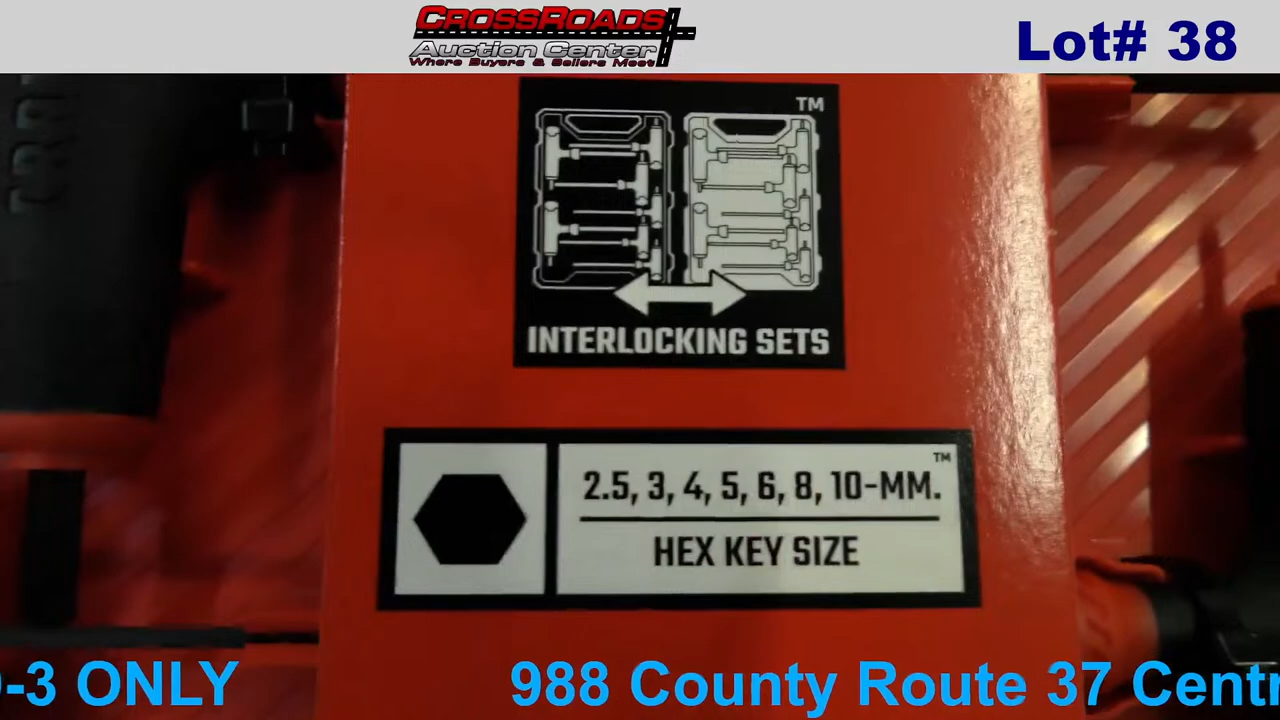 CROSSROADS
Auction Center
Where Buyers & Sellers Meet
Lot# 38
TM
INTERLOCKING SETS
TM
2.5, 3, 4, 5, 6, 8, 10-MM.
HEX KEY SIZE
-3 ONLY
988 County Route 37 Centr